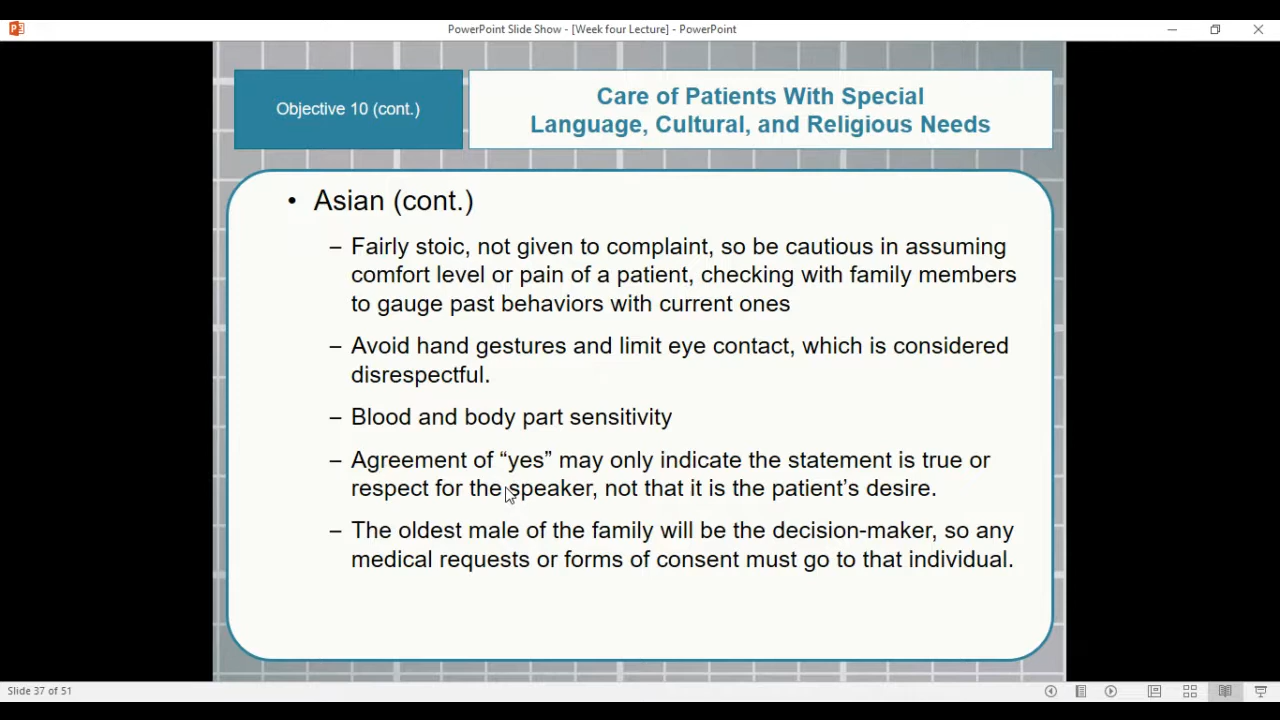 PowerPoint Slide Show - [Week four Lecture] - PowerPoint
Objective 10 (cont.)
Care of Patients With Special
Language, Cultural, and Religious Needs
• Asian (cont.)
– Fairly stoic, not given to complaint, so be cautious in assuming
comfort level or pain of a patient, checking with family members
to gauge past behaviors with current ones
– Avoid hand gestures and limit eye contact, which is considered
disrespectful.
– Blood and body part sensitivity
– Agreement of “yes” may only indicate the statement is true or
respect for the speaker, not that it is the patient’s desire.
– The oldest male of the family will be the decision-maker, so any
medical requests or forms of consent must go to that individual.
Slide 37 of 51